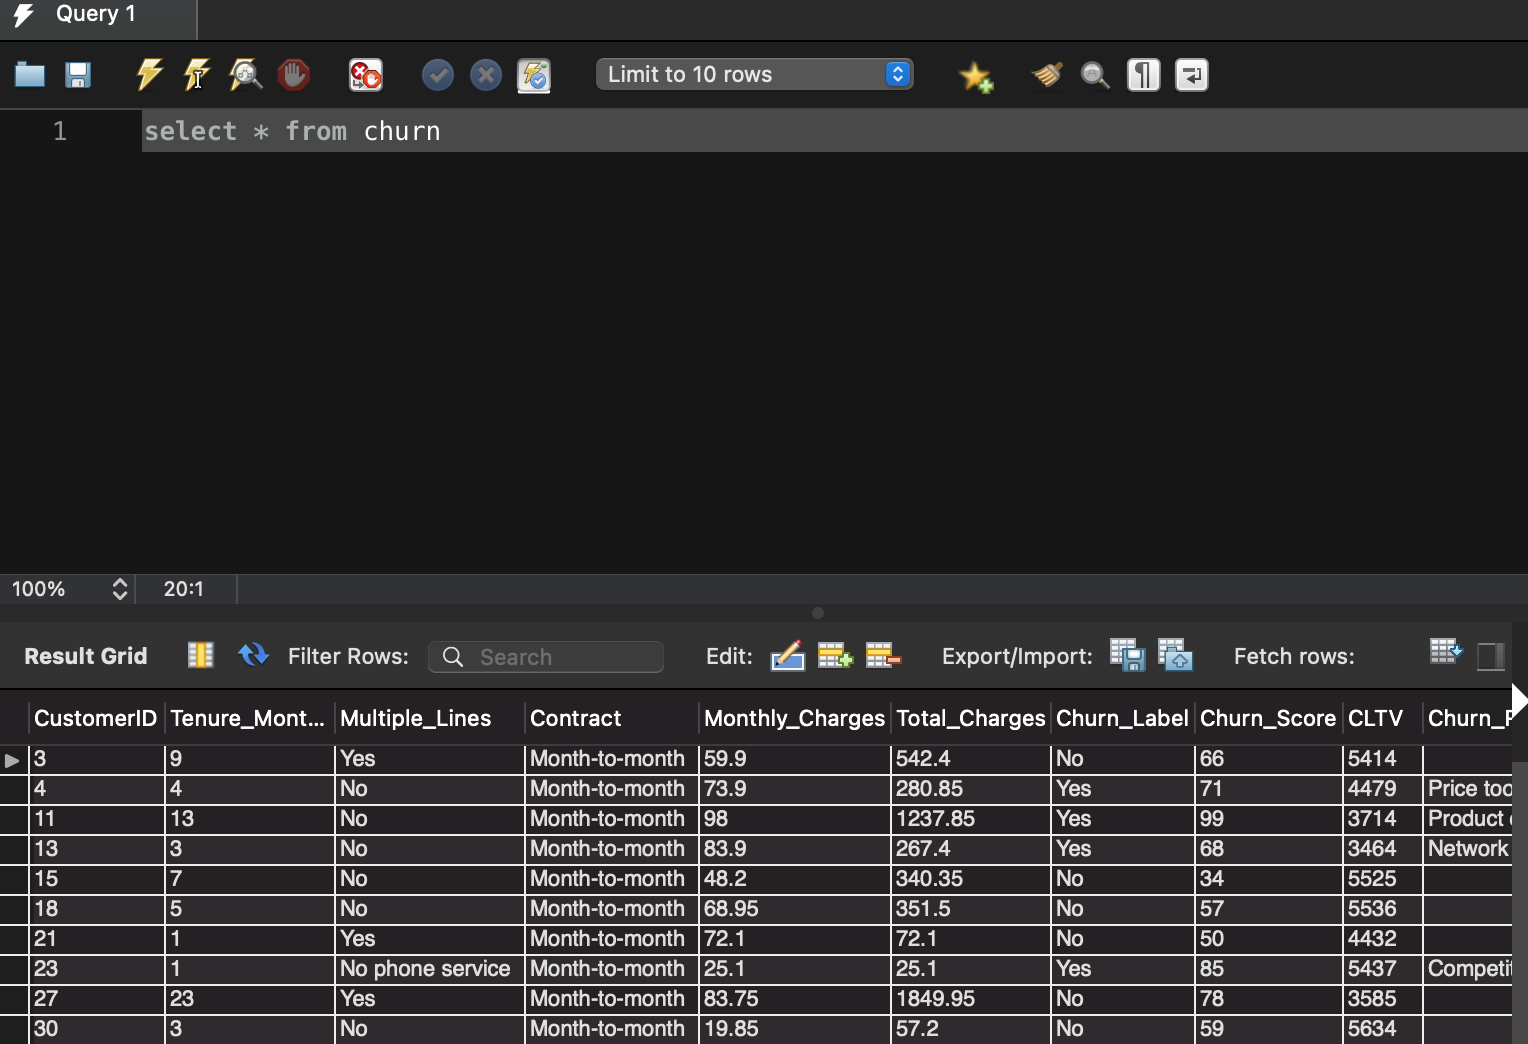 Query 1
Limit to 10 rows
1 select * from churn
100% 20:1
Result Grid Filter Rows: Search Edit: Export/Import: Fetch rows:
CustomerID Tenure_Mont... Multiple_Lines Contract Monthly_Charges Total_Charges Churn_Label Churn_Score CLTV Churn_
3 9 Yes Month-to-month 59.9 542.4 No 66 5414
4 4 No Month-to-month 73.9 280.85 Yes 71 4479 Price too
11 13 No Month-to-month 98 1237.85 Yes 99 3714 Product
13 3 No Month-to-month 83.9 267.4 Yes 68 3464 Network
15 7 No Month-to-month 48.2 340.35 No 34 5525
18 5 No Month-to-month 68.95 351.5 No 57 5536
21 1 Yes Month-to-month 72.1 72.1 No 50 4432
23 1 No phone service Month-to-month 25.1 25.1 Yes 85 5437 Competit
27 23 Yes Month-to-month 83.75 1849.95 No 78 3585
30 3 No Month-to-month 19.85 57.2 No 59 5634